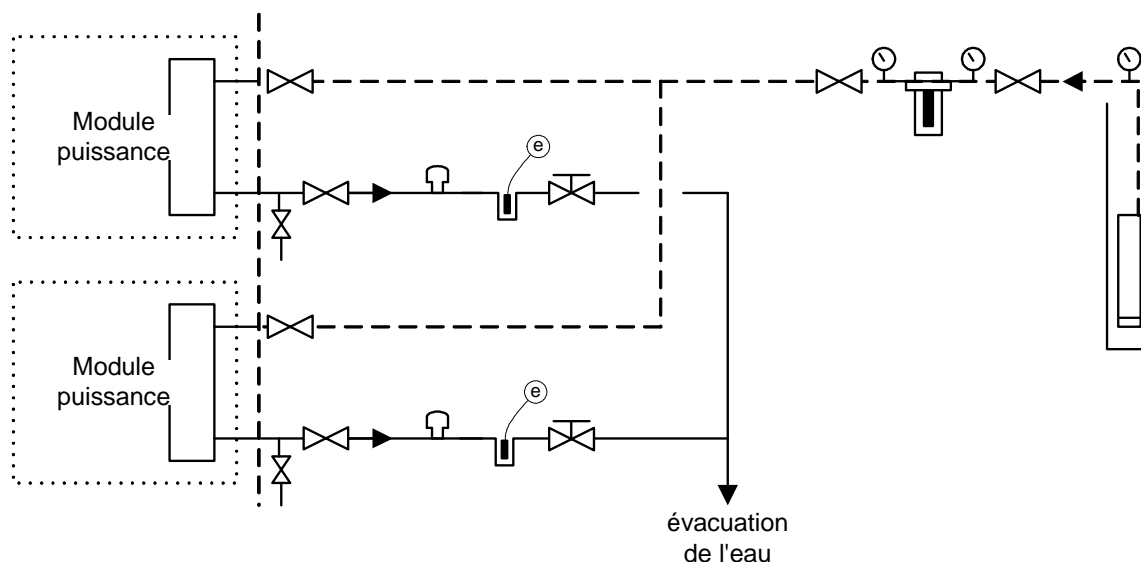 Module
puissance
e
Module
puissance
e
évacuation
de l'eau